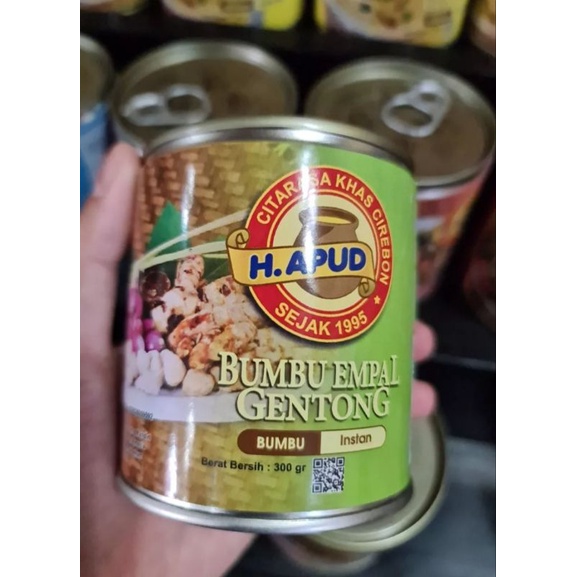 CITARASA KHAS CIREBON
H. APUD
SEJAK 1995
BUMBU EMPAL
GENTONG
BUMBU Instan
Berat Bersih : 300 gr